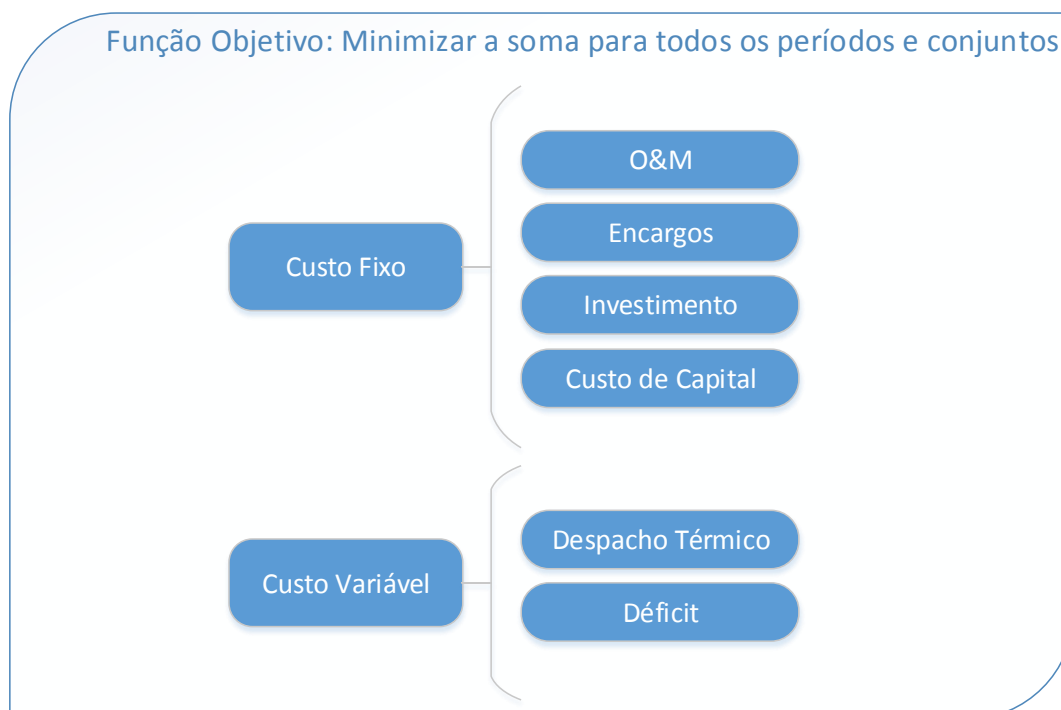 Função Objetivo: Minimizar a soma para todos os períodos e conjuntos
O&M
Encargos
Custo Fixo
Investimento
Custo de Capital
Despacho Térmico
Custo Variável
Déficit